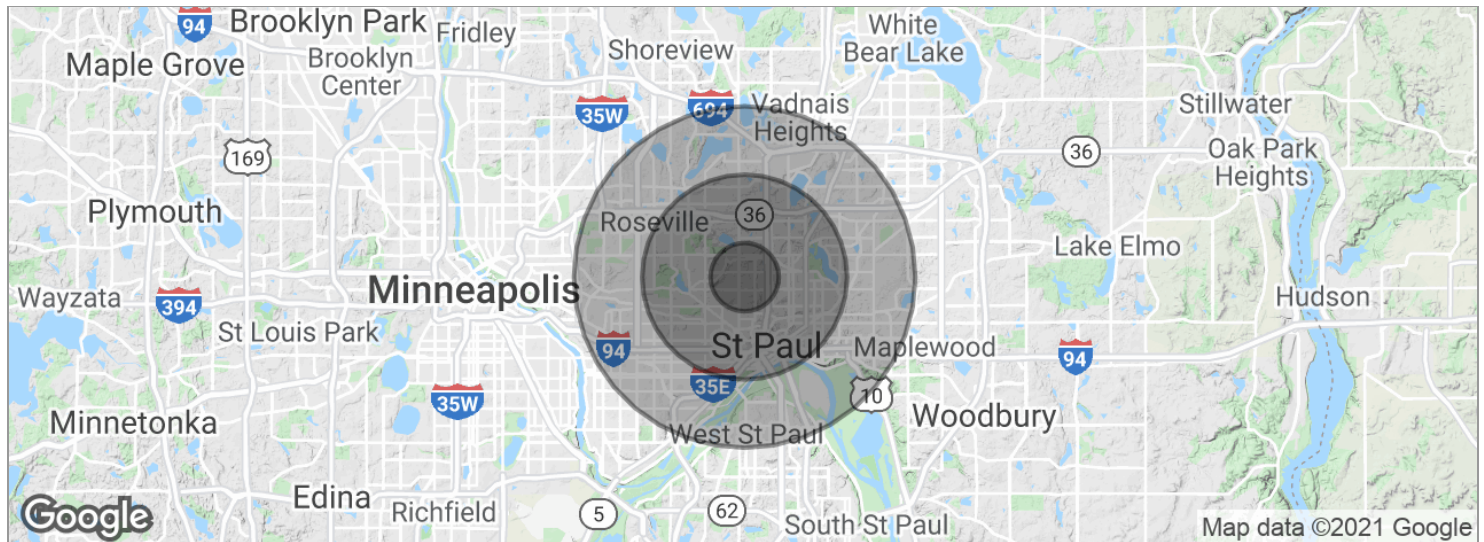 94
Brooklyn Park
Fridley
Maple Grove
Brooklyn
Center
Shoreview
White
Bear Lake
35W
694
Vadnais
Heights
Stillwater
169
36
Oak Park
Heights
Plymouth
Roseville
36
Lake Elmo
Wayzata
394
Minneapolis
Hudson
St Louis Park
94
St Paul
Maplewood
94
35W
35E
10
Minnetonka
West St Paul
Woodbury
Edina
Richfield
5
62
South St Paul
Google
Map data ©2021 Google